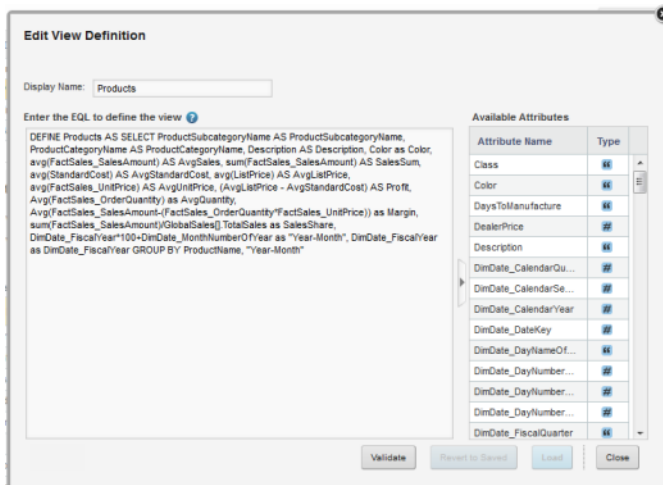 Edit View Definition
Display Name: Products
Enter the EQL to define the view ?
DEFINE Products AS SELECT ProductSubcategoryName AS ProductSubcategoryName,
ProductCategoryName AS ProductCategoryName, Description AS Description, Color as Color,
avg(FactSales_SalesAmount) AS AvgSales, sum(FactSales_SalesAmount) AS SalesSum,
avg(StandardCost) AS AvgStandardCost, avg(ListPrice) AS AvgListPrice,
avg(FactSales_UnitPrice) AS AvgUnitPrice, (AvgListPrice - AvgStandardCost) AS Profit,
Avg(FactSales_OrderQuantity) as AvgQuantity,
Avg(FactSales_SalesAmount-(FactSales_OrderQuantity*FactSales_UnitPrice)) as Margin,
sum(FactSales_SalesAmount)/GlobalSales[].TotalSales as SalesShare,
DimDate_FiscalYear*100+DimDate_MonthNumberOfYear as "Year-Month", DimDate_FiscalYear
as DimDate_FiscalYear GROUP BY ProductName, "Year-Month"
Available Attributes
Attribute Name Type
Class “
Color “
DaysToManufacture “
DealerPrice #
Description “
DimDate_CalendarQu... #
DimDate_CalendarSe... #
DimDate_CalendarYear #
DimDate_DateKey #
DimDate_DayNameOf... “
DimDate_DayNumber... #
DimDate_DayNumber... #
DimDate_DayNumber... #
DimDate_FiscalQuarter “
Validate Revert to Saved Load Close